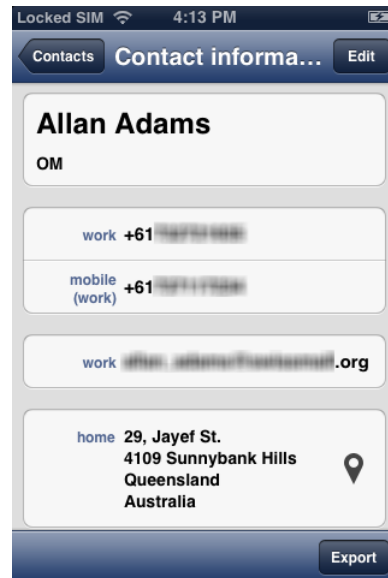 Locked SIM 4:13 PM
Contacts Contact informa... Edit
Allan Adams
OM
work +61
mobile
(work) +61
work .org
home 29, Jayef St.
4109 Sunnybank Hills
Queensland
Australia
Export